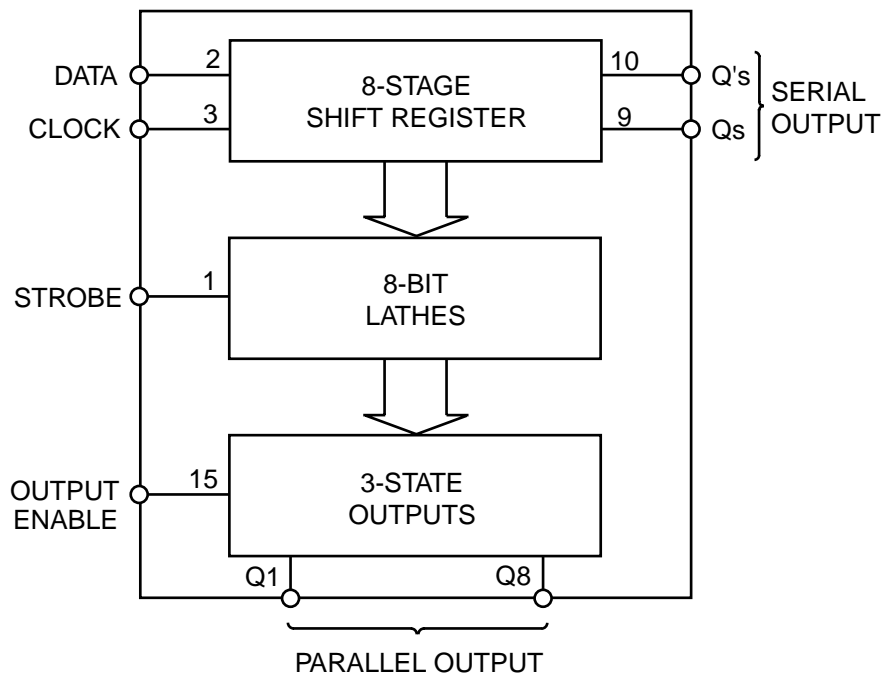 DATA
2
8-STAGE
SHIFT REGISTER
10
Q's
SERIAL
OUTPUT
CLOCK
3
9
Qs
STROBE
1
8-BIT
LATHES
OUTPUT
ENABLE
15
3-STATE
OUTPUTS
Q1
Q8
PARALLEL OUTPUT